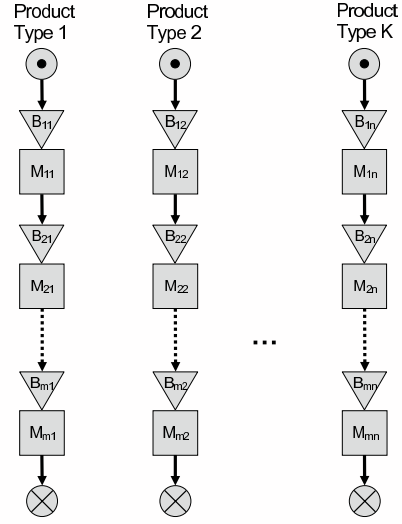 Product Product Product
Type 1 Type 2 Type K
B11 B12 B1n
M11 M12 M1n
B21 B22 B2n
M21 M22 M2n
...
Bm1 Bm2 Bmn
Mm1 Mm2 Mmn